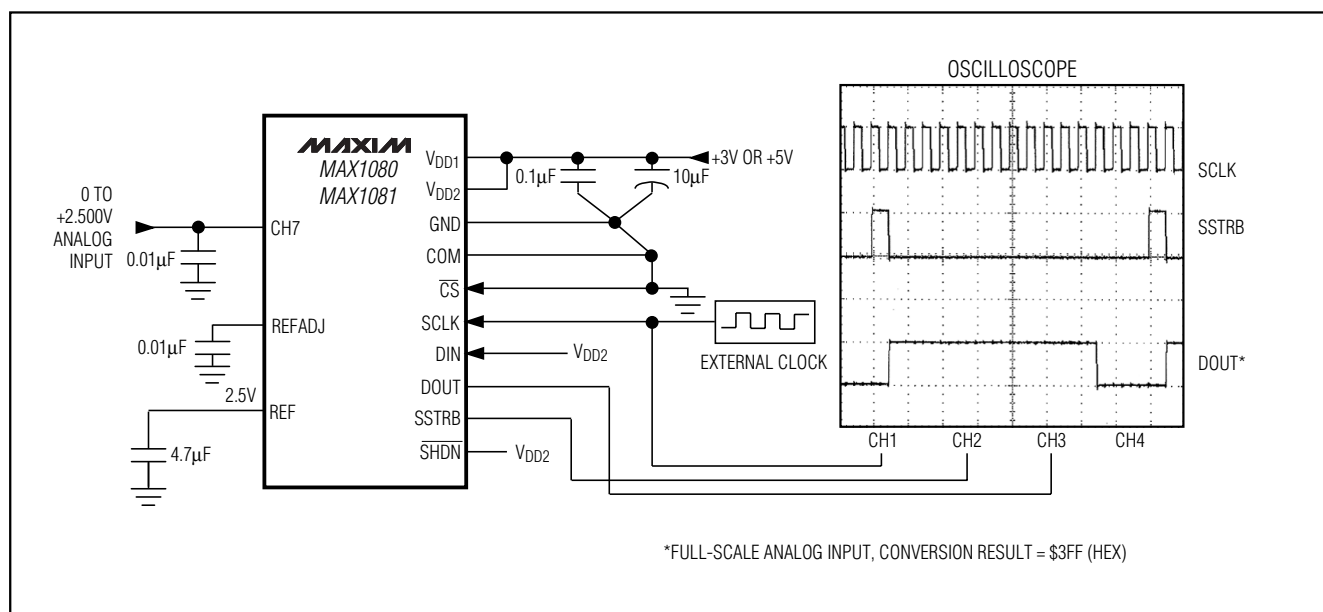 OSCILLOSCOPE
MAXIM
MAX1080
MAX1081
0 TO
+2.500V
ANALOG
INPUT
0.01µF
CH7
REFADJ
0.01µF
2.5V
REF
4.7µF
VDD1
VDD2
GND
COM
CS
SCLK
DIN
DOUT
SSTRB
SHDN
0.1µF
10µF
+3V OR +5V
EXTERNAL CLOCK
VDD2
VDD2
SCLK
SSTRB
DOUT*
CH1
CH2
CH3
CH4
*FULL-SCALE ANALOG INPUT, CONVERSION RESULT = $3FF (HEX)